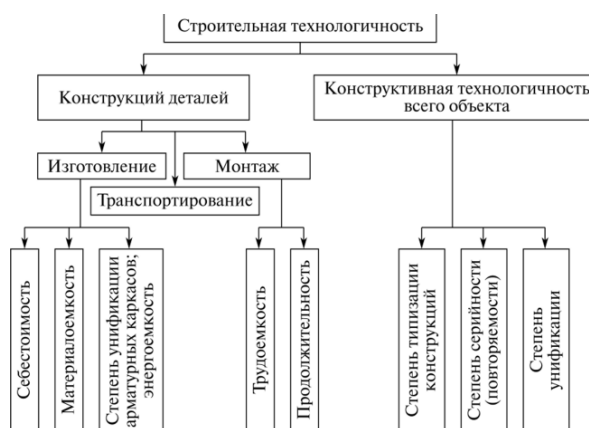 Строительная технологичность
Конструкций деталей
Конструктивная технологичность
всего объекта
Изготовление
Монтаж
Транспортирование
Себестоимость
Материалоемкость
Степень унификации
арматурных каркасов;
энергоемкость
Трудоемкость
Продолжительность
Степень типизации
конструкций
Степень серийности
(повторяемости)
Степень
унификации